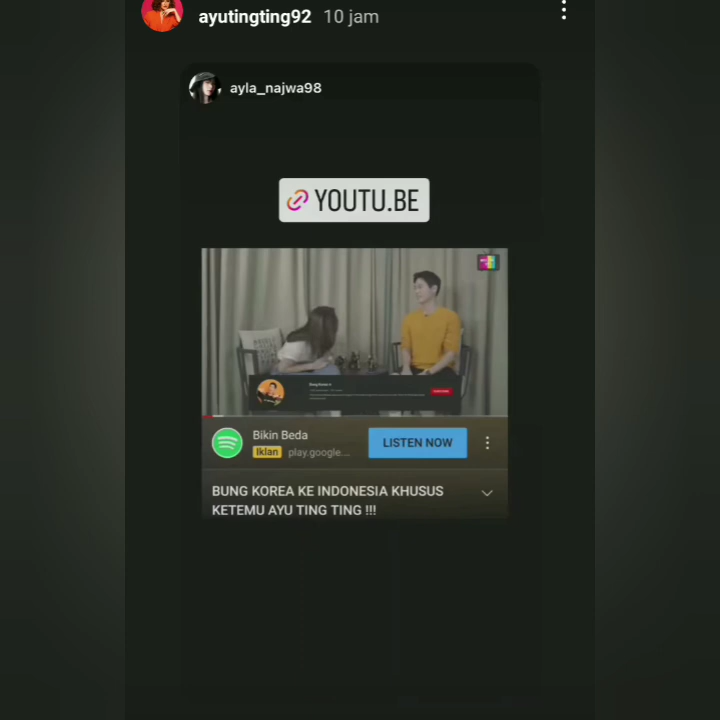 ayutingting92 10 jam
ayla_najwa98
YOUTU.BE
Bikin Beda
LISTEN NOW
Iklan play.google...
BUNG KOREA KE INDONESIA KHUSUS
KETEMU AYU TING TING !!!